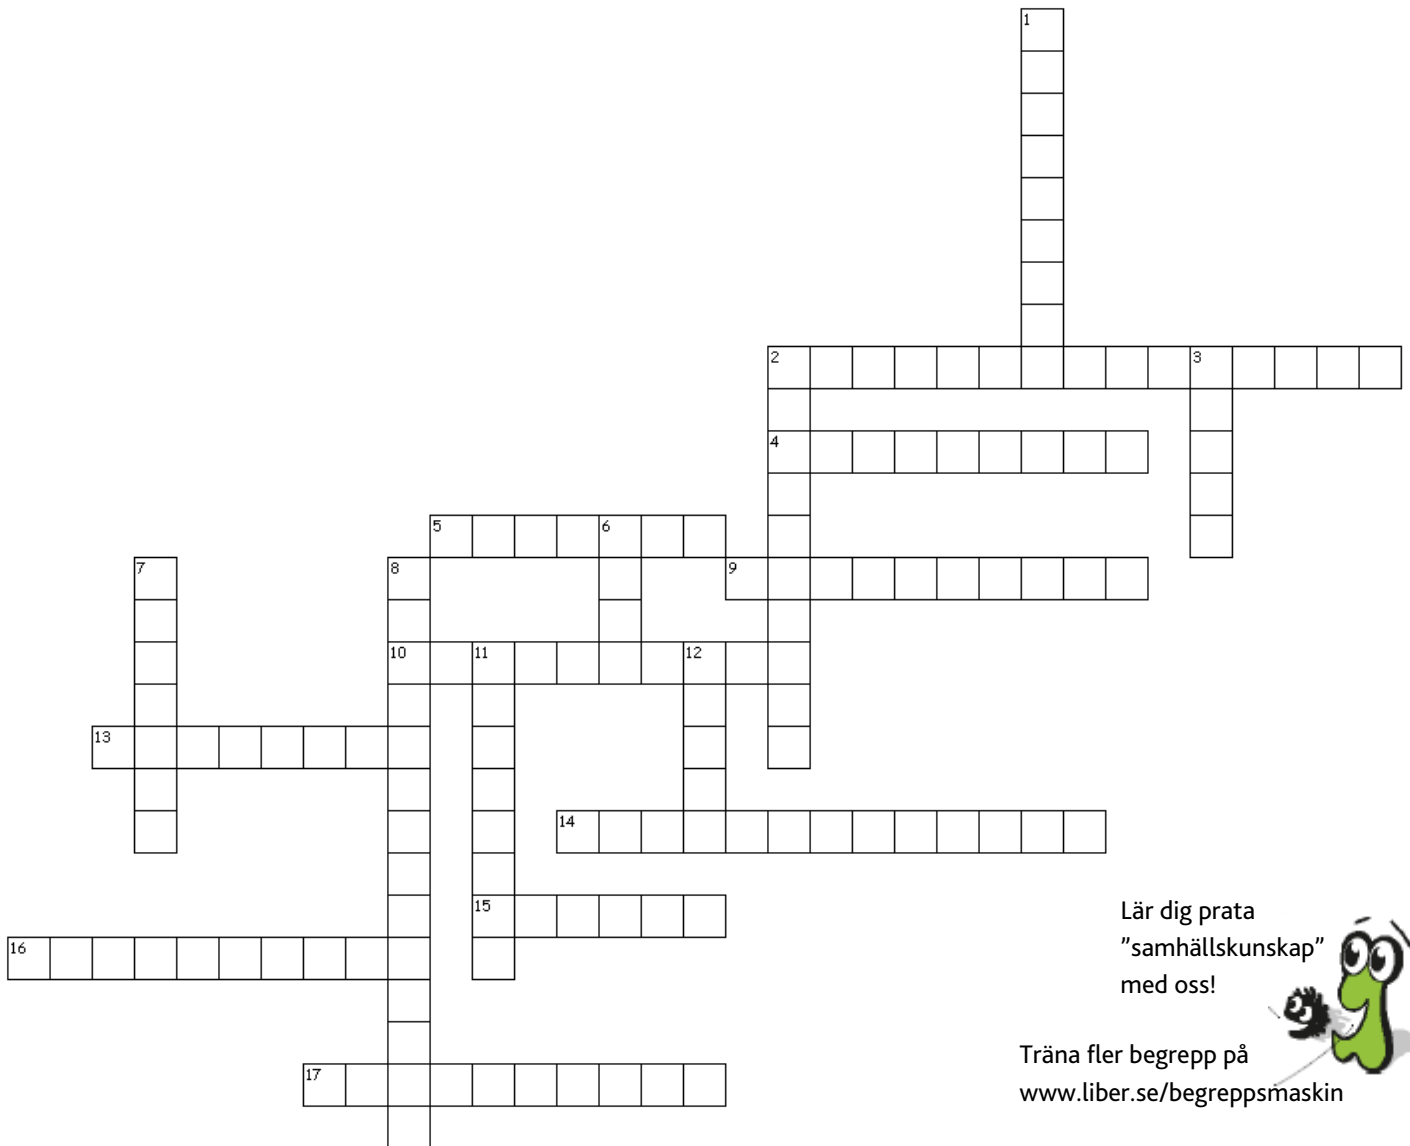 1
2 3
4
5 6
7 8 9
10 11 12
13
14
15
16
17
Lär dig prata
”samhällskunskap”
med oss!
Träna fler begrepp på
www.liber.se/begreppsmaskin